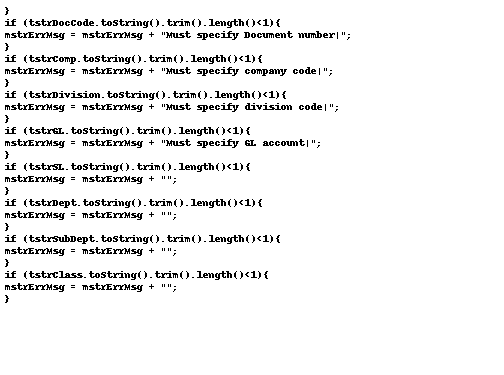 }
if (tstrDocCode.toString().trim().length()<1){
mstrErrMsg = mstrErrMsg + "Must specify Document number|";
}
if (tstrComp.toString().trim().length()<1){
mstrErrMsg = mstrErrMsg + "Must specify company code|";
}
if (tstrDivision.toString().trim().length()<1){
mstrErrMsg = mstrErrMsg + "Must specify division code|";
}
if (tstrGL.toString().trim().length()<1){
mstrErrMsg = mstrErrMsg + "Must specify GL account|";
}
if (tstrSL.toString().trim().length()<1){
mstrErrMsg = mstrErrMsg + "";
}
if (tstrDept.toString().trim().length()<1){
mstrErrMsg = mstrErrMsg + "";
}
if (tstrSubDept.toString().trim().length()<1){
mstrErrMsg = mstrErrMsg + "";
}
if (tstrClass.toString().trim().length()<1){
mstrErrMsg = mstrErrMsg + "";
}